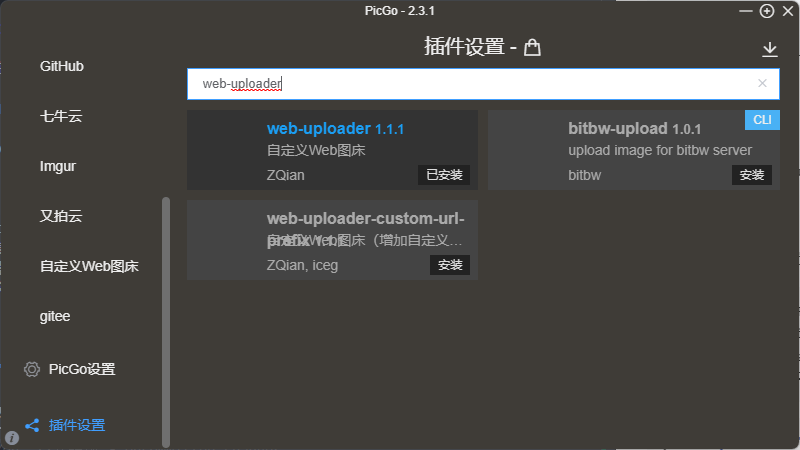 PicGo - 2.3.1
GitHub
七牛云
Imgur
又拍云
自定义Web图床
gitee
PicGo设置
插件设置
插件设置 -
web-uploader
web-uploader 1.1.1
自定义Web图床
ZQian
已安装
bitbw-upload 1.0.1
CLI
upload image for bitbw server
bitbw
安装
web-uploader-custom-url-
prefix 1.1.1
自定义Web图床（增加自定义…
ZQian, iceg
安装